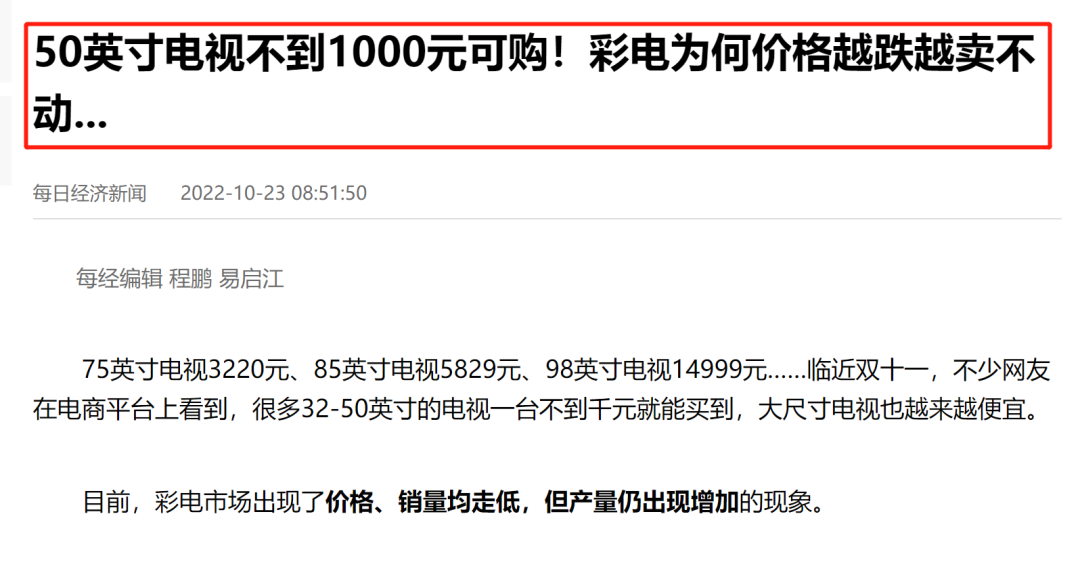 50英寸电视不到1000元可购！彩电为何价格越跌越卖不
动...
每日经济新闻 2022-10-23 08:51:50
每经编辑 程鹏 易启江
75英寸电视3220元、85英寸电视5829元、98英寸电视14999元......临近双十一，不少网友
在电商平台上看到，很多32-50英寸的电视一台不到千元就能买到，大尺寸电视也越来越便宜。
目前，彩电市场出现了价格、销量均走低，但产量仍出现增加的现象。